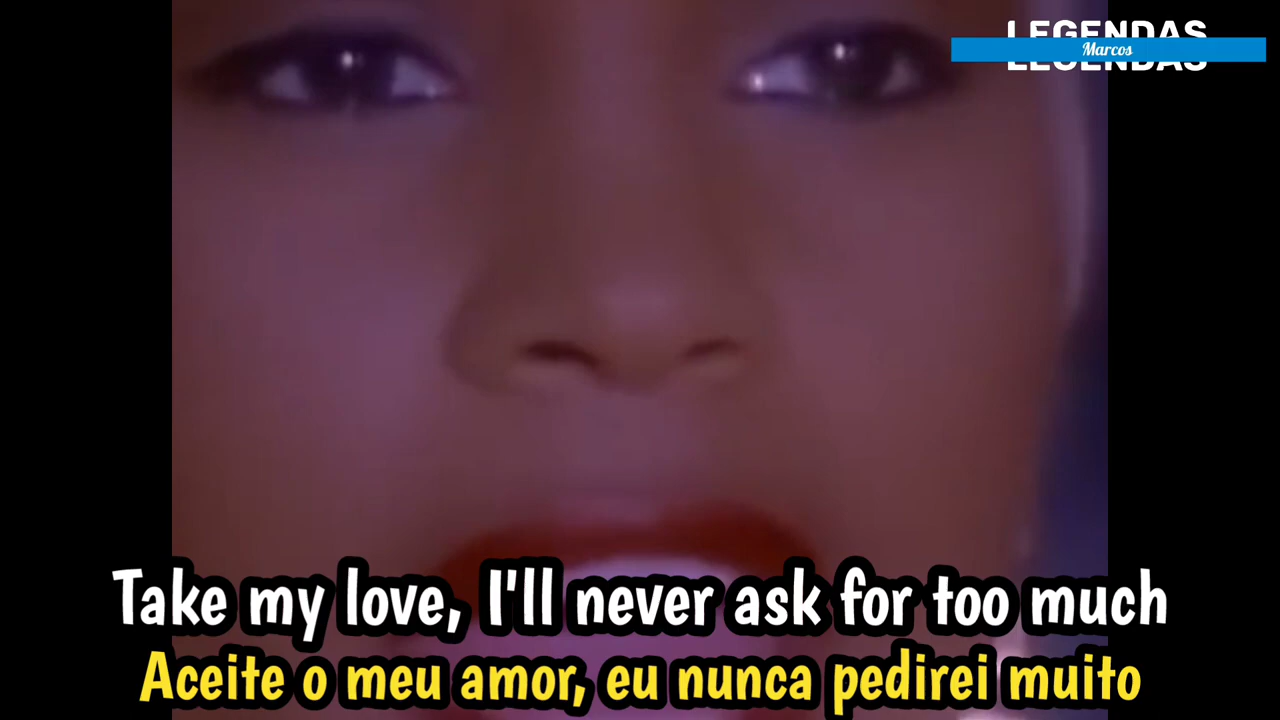 LEGENDAS
Marcos
LEGENDAS
Take my love, I'll never ask for too much
Aceite o meu amor, eu nunca pedirei muito